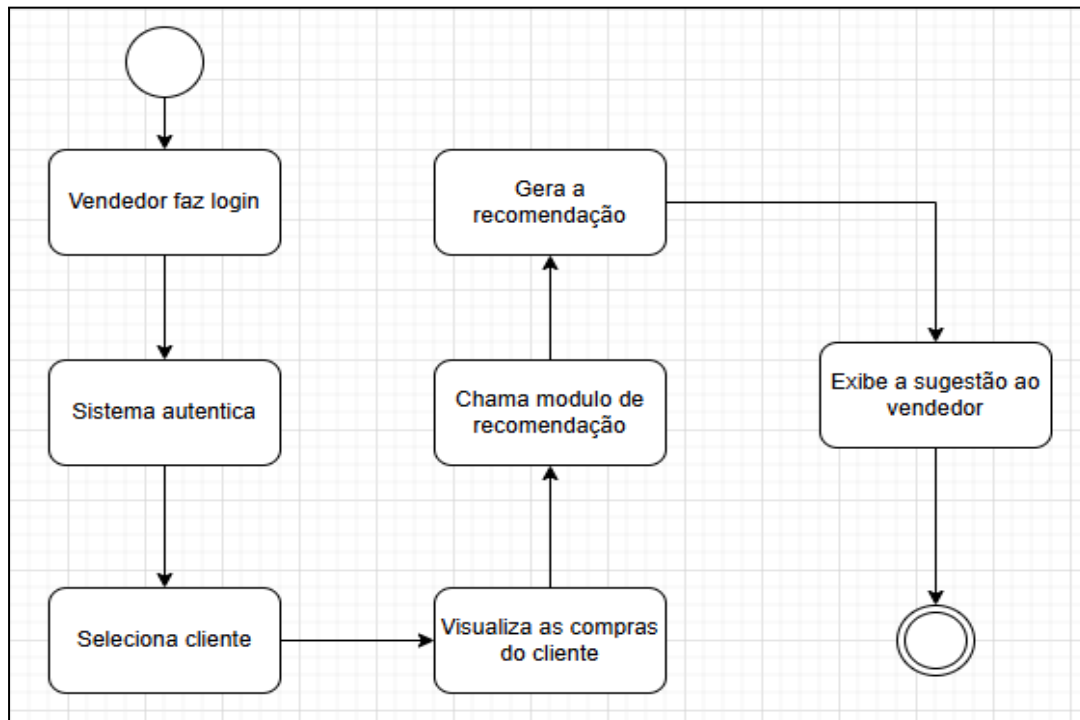 Vendedor faz login
Sistema autentica
Seleciona cliente
Visualiza as compras
do cliente
Chama modulo de
recomendação
Gera a
recomendação
Exibe a sugestão ao
vendedor